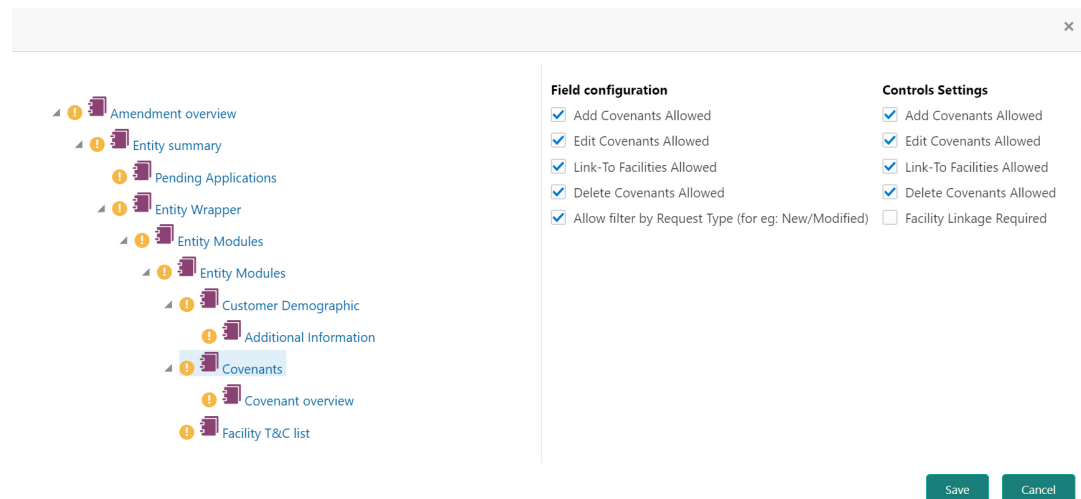 Amendment overview
Entity summary
Pending Applications
Entity Wrapper
Entity Modules
Entity Modules
Customer Demographic
Additional Information
Covenants
Covenant overview
Facility T&C list
Field configuration
Add Covenants Allowed
Edit Covenants Allowed
Link-To Facilities Allowed
Delete Covenants Allowed
Allow filter by Request Type (for eg: New/Modified)
Controls Settings
Add Covenants Allowed
Edit Covenants Allowed
Link-To Facilities Allowed
Delete Covenants Allowed
Facility Linkage Required
Save
Cancel